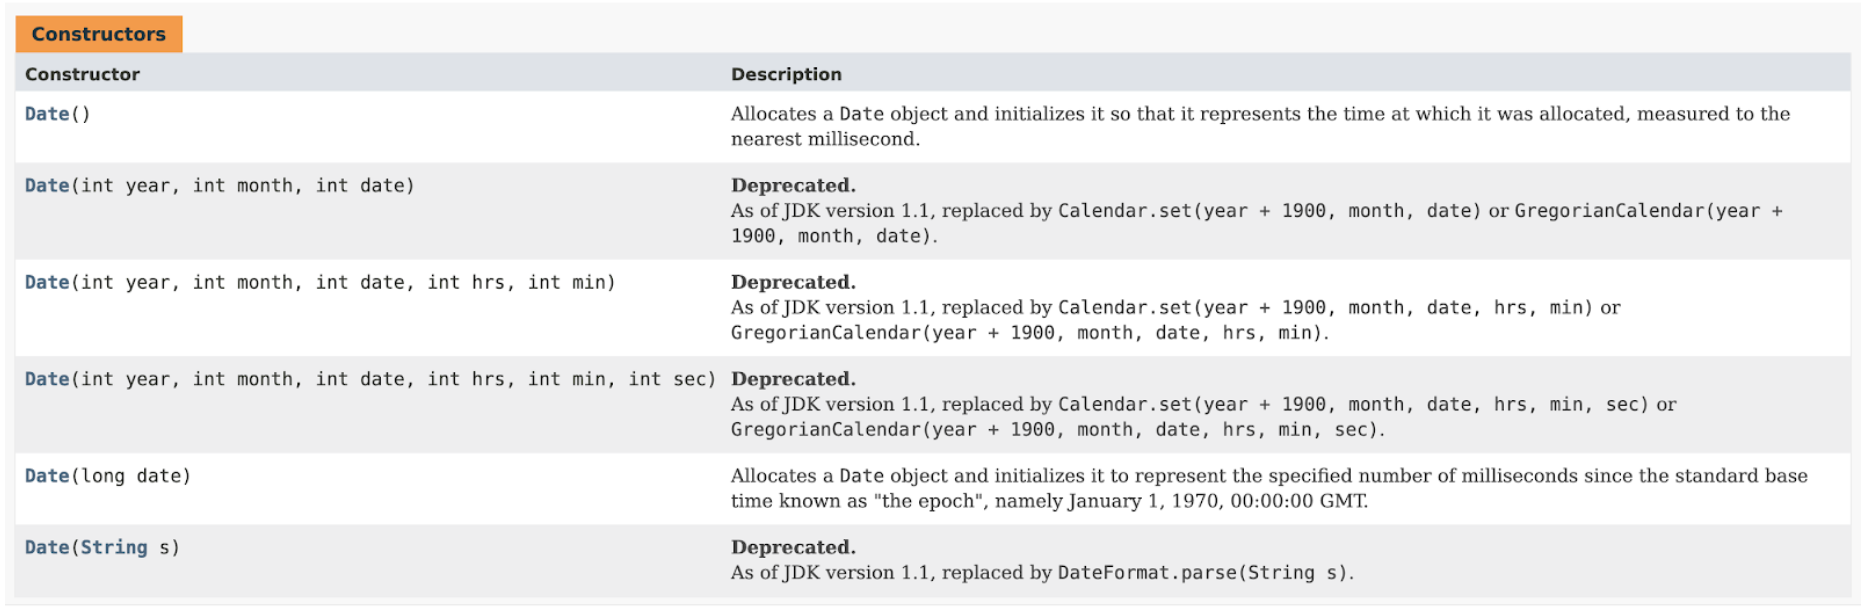 Constructors
Constructor Description
Date() Allocates a Date object and initializes it so that it represents the time at which it was allocated, measured to the
nearest millisecond.
Date(int year, int month, int date) Deprecated.
As of JDK version 1.1, replaced by Calendar.set(year + 1900, month, date) or GregorianCalendar(year +
1900, month, date).
Date(int year, int month, int date, int hrs, int min) Deprecated.
As of JDK version 1.1, replaced by Calendar.set(year + 1900, month, date, hrs, min) or
GregorianCalendar(year + 1900, month, date, hrs, min).
Date(int year, int month, int date, int hrs, int min, int sec) Deprecated.
As of JDK version 1.1, replaced by Calendar.set(year + 1900, month, date, hrs, min, sec) or
GregorianCalendar(year + 1900, month, date, hrs, min, sec).
Date(long date) Allocates a Date object and initializes it to represent the specified number of milliseconds since the standard base
time known as "the epoch", namely January 1, 1970, 00:00:00 GMT.
Date(String s) Deprecated.
As of JDK version 1.1, replaced by DateFormat.parse(String s).